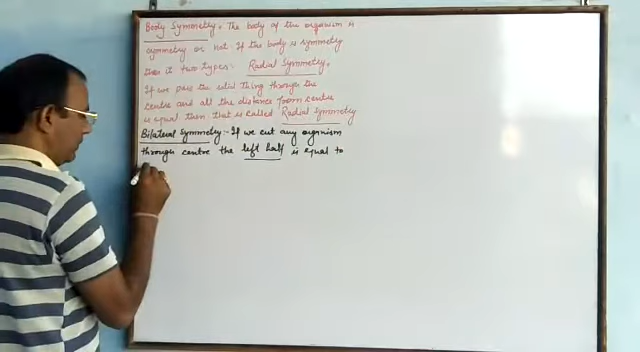 Body Symmetry:- The body of the organism is
symmetry or not If the body is symmetry
then it two types:- Radial Symmetry.
If we pass the total thing through the
centre and all the distance from centre
is equal then that is called Radial Symmetry
Bilateral Symmetry:- If we cut any organism
through centre the left half is equal to